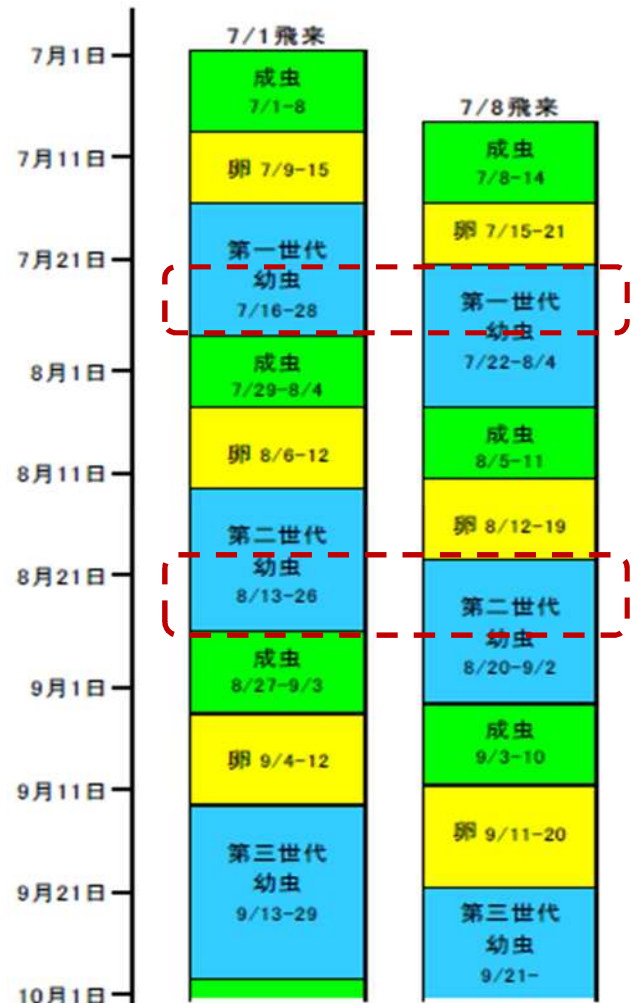 7月1日
7月11日
7月21日
8月1日
8月11日
8月21日
9月1日
9月11日
9月21日
10月1日
7/1飛来
成虫
7/1-8
卵 7/9-15
第一世代
幼虫
7/16-28
成虫
7/29-8/4
卵 8/6-12
第二世代
幼虫
8/13-26
成虫
8/27-9/3
卵 9/4-12
第三世代
幼虫
9/13-29
7/8飛来
成虫
7/8-14
卵 7/15-21
第一世代
幼虫
7/22-8/4
成虫
8/5-11
卵 8/12-19
第二世代
幼虫
8/20-9/2
成虫
9/3-10
卵 9/11-20
第三世代
幼虫
9/21-